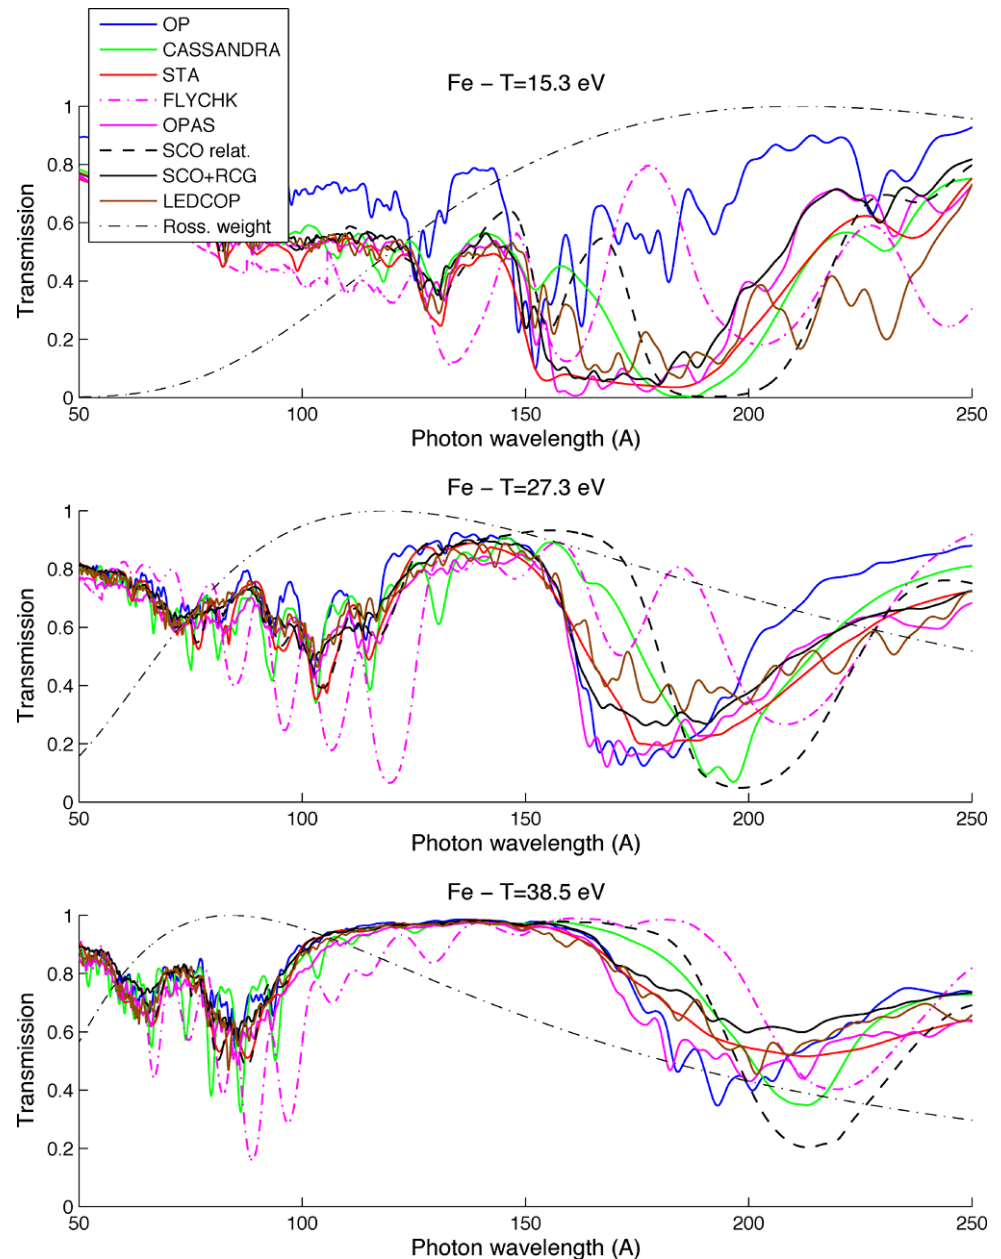 OP
CASSANDRA
STA
FLYCHK
OPAS
SCO relat.
SCO+RCG
LEDCOP
Ross. weight
Fe − T=15.3 eV
Transmission
1
0.8
0.6
0.4
0.2
0
50 100 150 200 250
Photon wavelength (A)
Fe − T=27.3 eV
Transmission
1
0.8
0.6
0.4
0.2
0
50 100 150 200 250
Photon wavelength (A)
Fe − T=38.5 eV
Transmission
1
0.8
0.6
0.4
0.2
0
50 100 150 200 250
Photon wavelength (A)